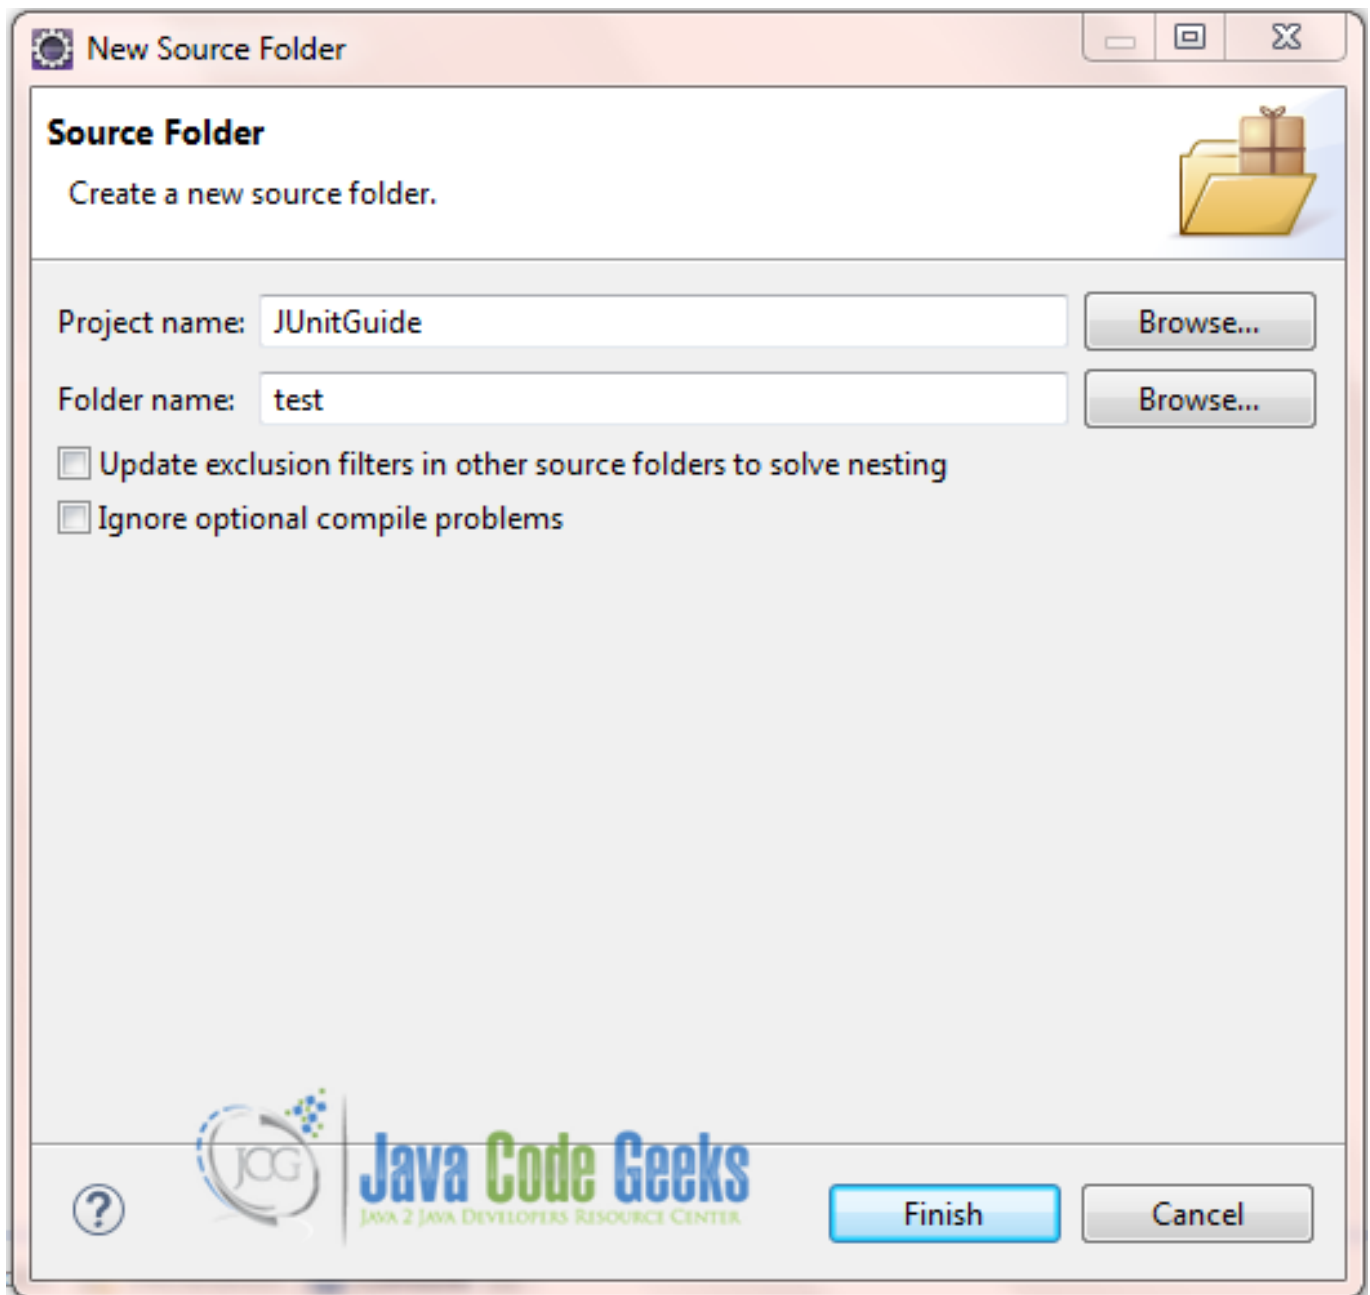 New Source Folder
Source Folder
Create a new source folder.
Project name: JUnitGuide Browse...
Folder name: test Browse...
Update exclusion filters in other source folders to solve nesting
Ignore optional compile problems
JCG
Java Code Geeks
JAVA 2 JAVA DEVELOPERS RESOURCE CENTER
? Finish Cancel